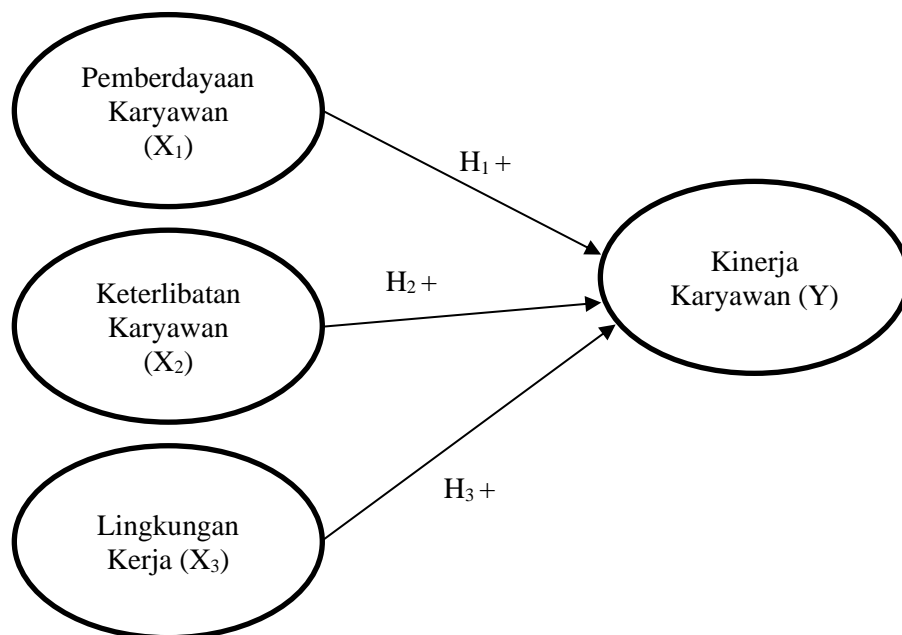 Pemberdayaan
Karyawan
(X₁)
H₁ +
Kinerja
Karyawan (Y)
H₂ +
Keterlibatan
Karyawan
(X₂)
H₃ +
Lingkungan
Kerja (X₃)